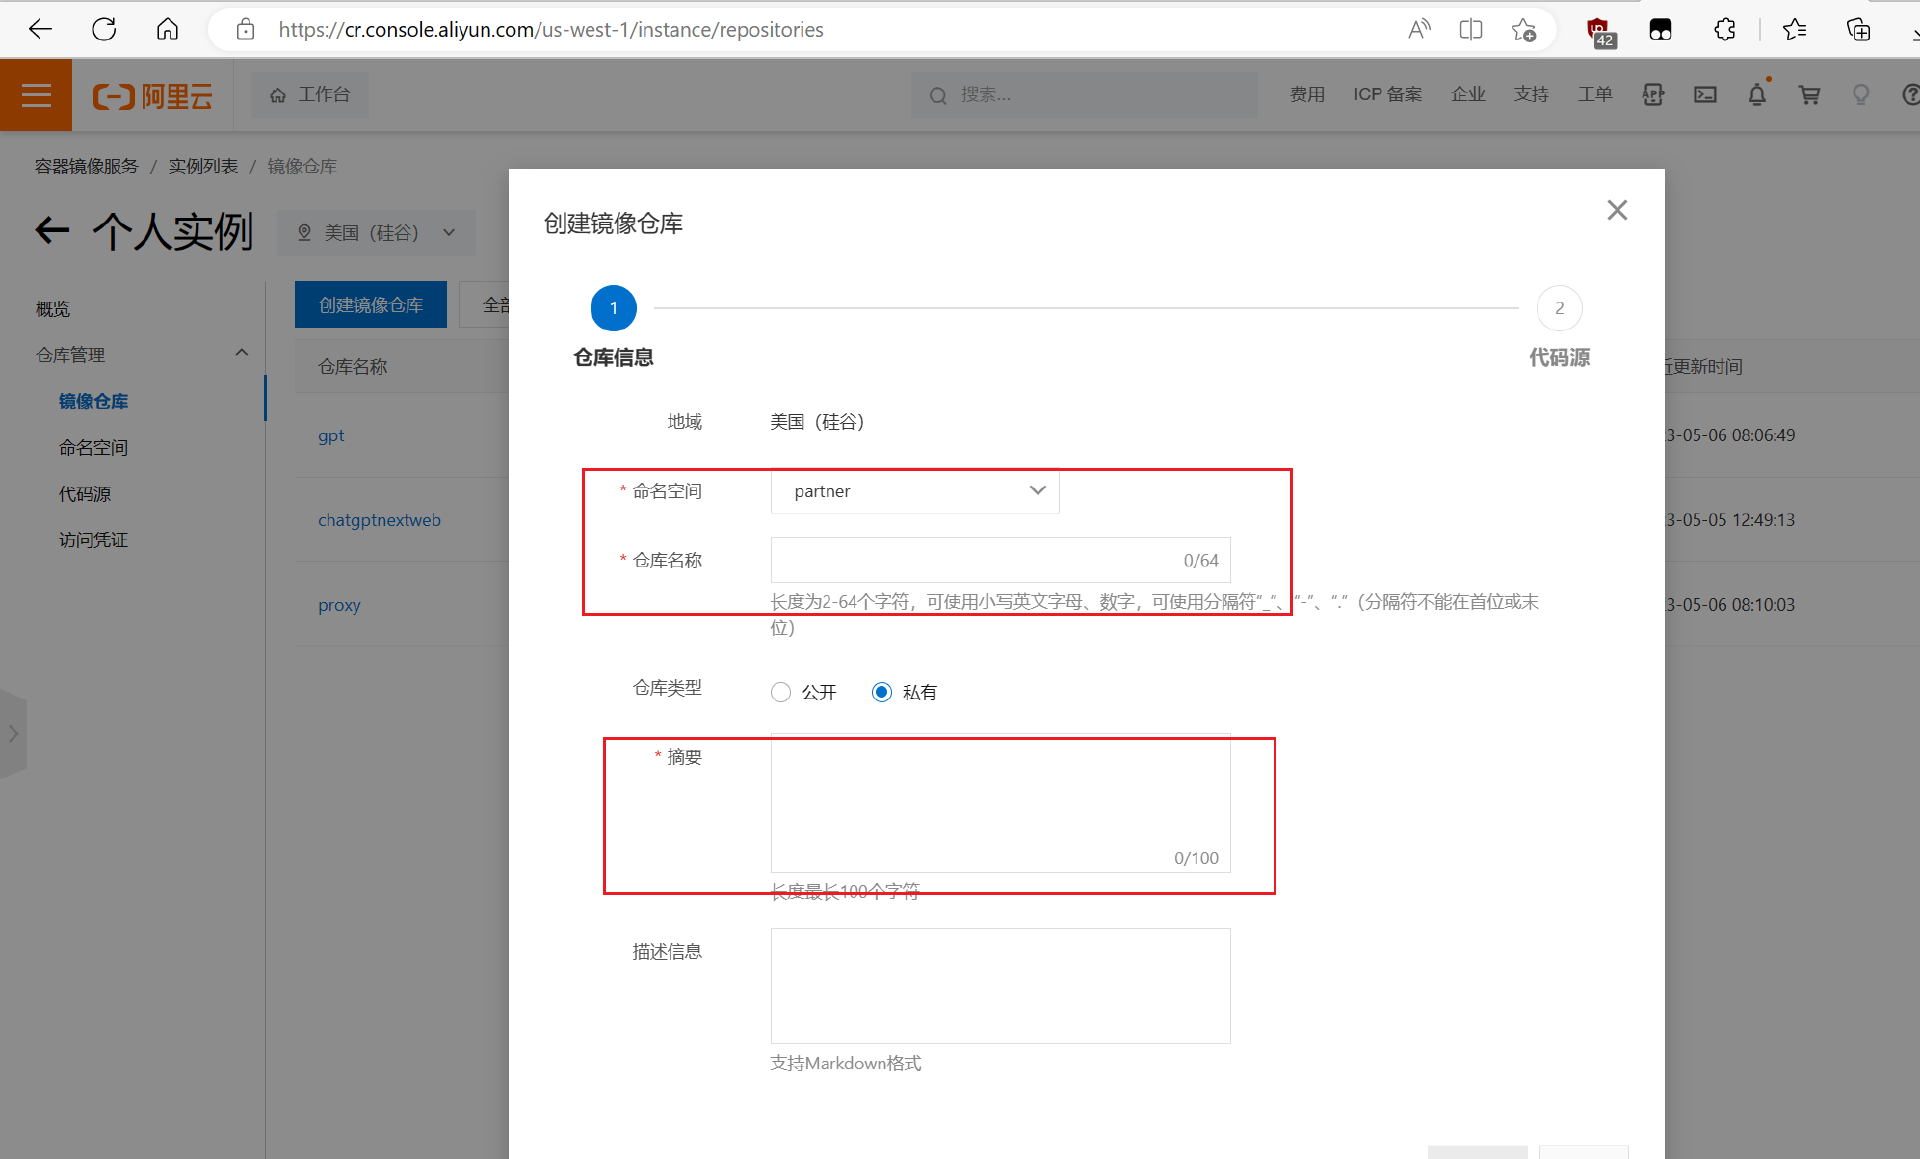 https://cr.console.aliyun.com/us-west-1/instance/repositories
42
阿里云
工作台
搜索...
费用
ICP 备案
企业
支持
工单
APP
容器镜像服务 / 实例列表 / 镜像仓库
个人实例
美国（硅谷）
概览
仓库管理
镜像仓库
命名空间
代码源
访问凭证
创建镜像仓库
全部
仓库名称
近更新时间
gpt
3-05-06 08:06:49
chatgptnextweb
3-05-05 12:49:13
proxy
3-05-06 08:10:03
创建镜像仓库
1
2
仓库信息
代码源
地域
美国（硅谷）
* 命名空间
partner
* 仓库名称
0/64
长度为2-64个字符，可使用小写英文字母、数字，可使用分隔符“_”、“-”、“.”（分隔符不能在首位或末
位）
仓库类型
公开
私有
* 摘要
0/100
长度最长100个字符
描述信息
支持Markdown格式